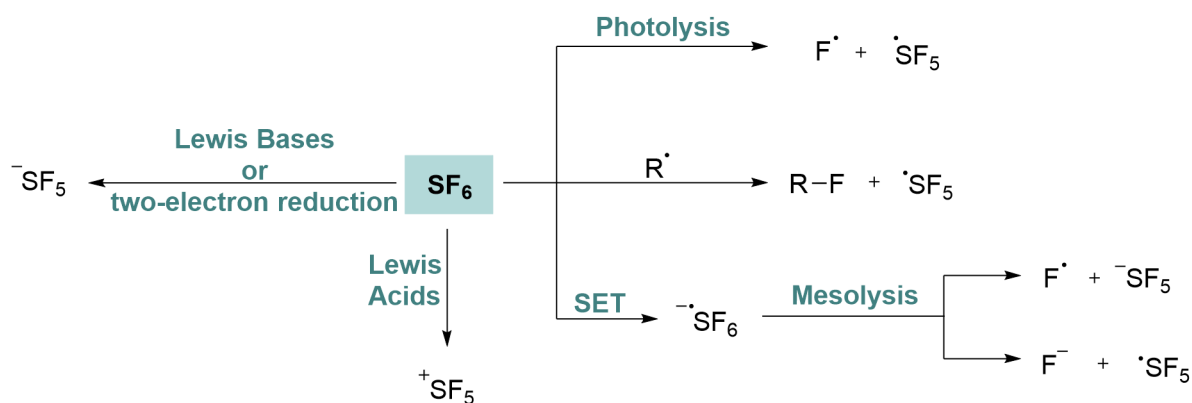 Photolysis
F• + •SF₅
Lewis Bases
or
two-electron reduction
⁻SF₅
SF₆
R•
R–F + •SF₅
Lewis
Acids
⁺SF₅
SET
⁻•SF₆
Mesolysis
F• + ⁻SF₅
F⁻ + •SF₅